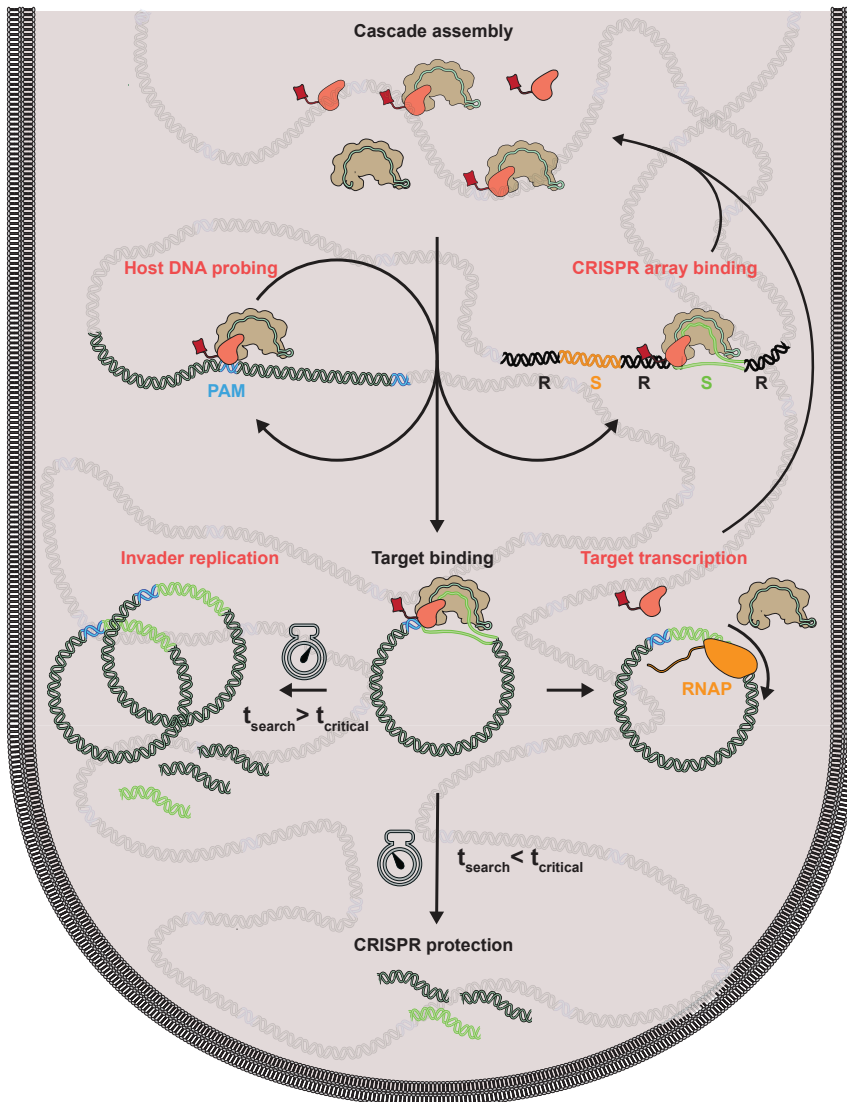 Cascade assembly
Host DNA probing
CRISPR array binding
PAM
R S R S R
Invader replication
Target binding
Target transcription
RNAP
t_search > t_critical
t_search < t_critical
CRISPR protection